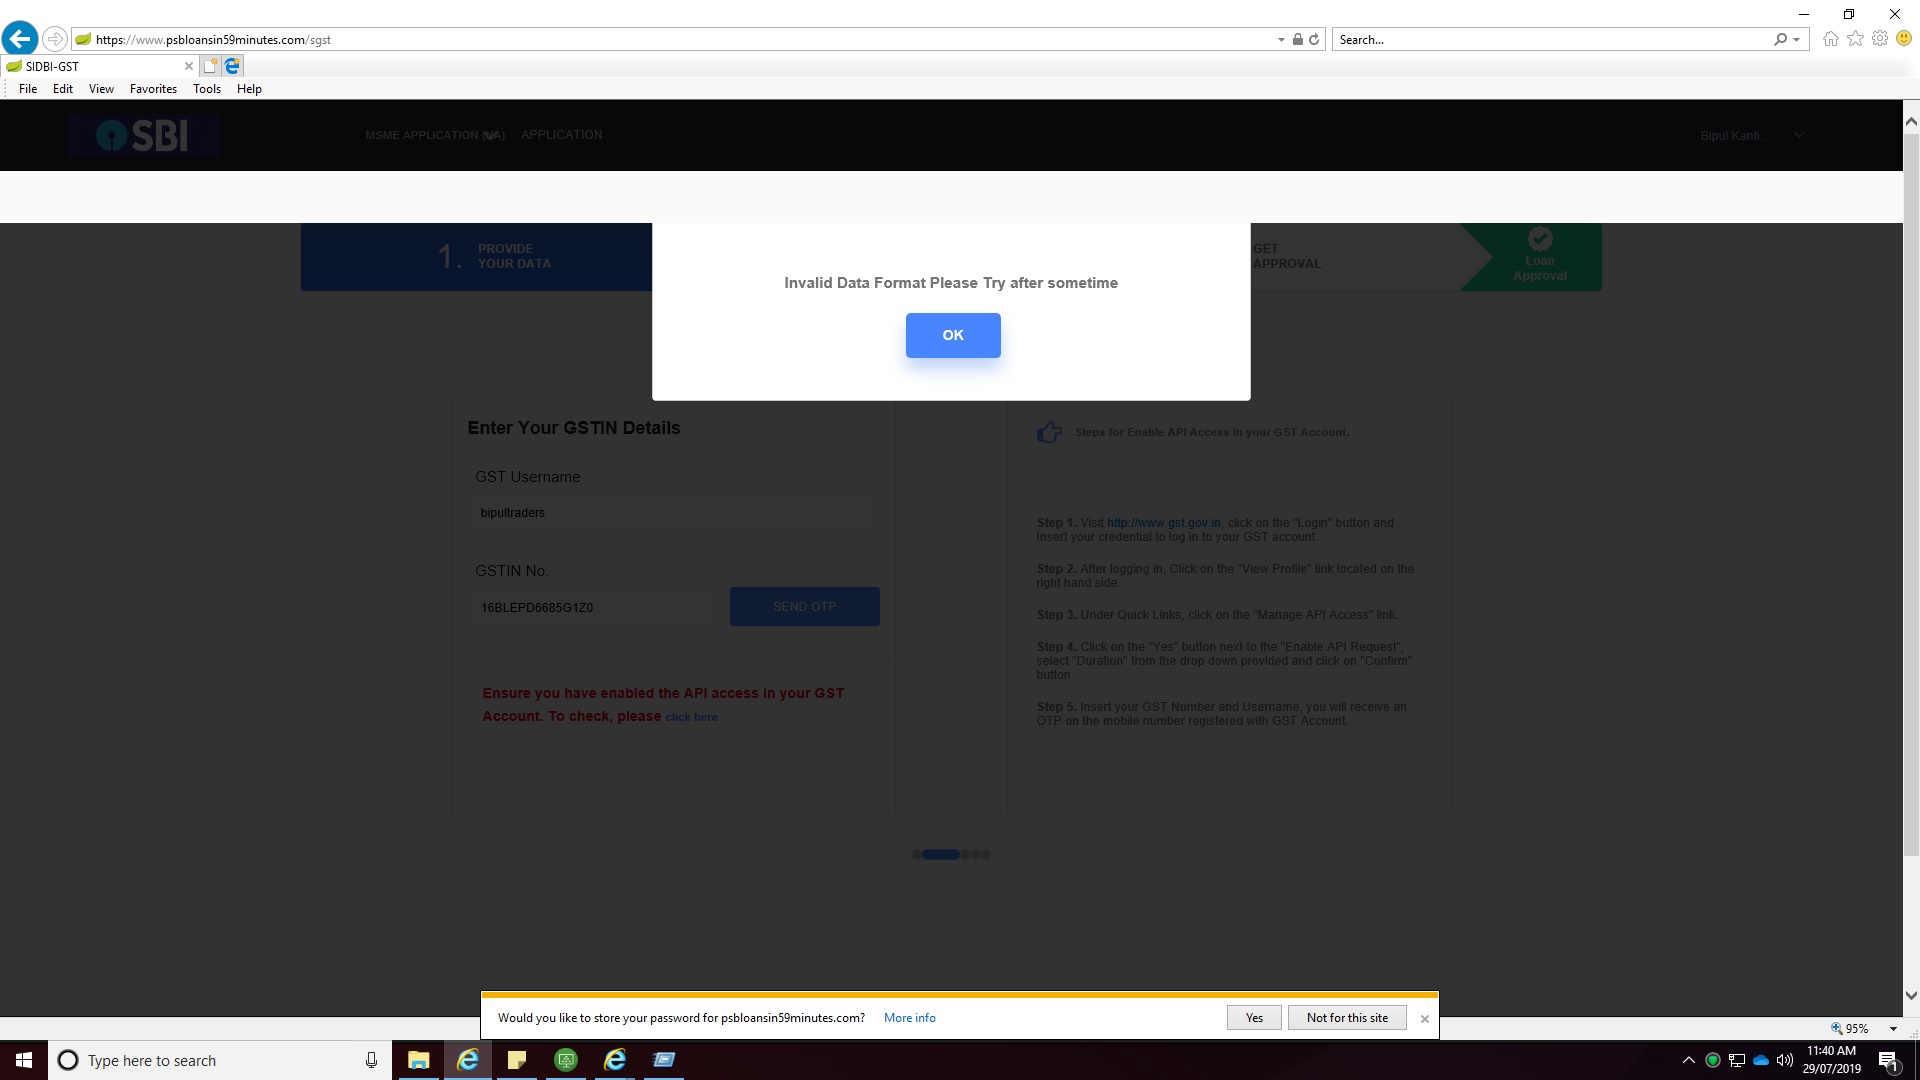 https://www.psbloansin59minutes.com/sgst
Search...
SIDBI-GST
File Edit View Favorites Tools Help
SBI
MSME APPLICATION (NA) APPLICATION
Bipul Kanti...
1. PROVIDE
YOUR DATA
GET
APPROVAL
Loan
Approval
Invalid Data Format Please Try after sometime
OK
Enter Your GSTIN Details
GST Username
bipultraders
GSTIN No.
16BLEPD6685G1Z0
SEND OTP
Ensure you have enabled the API access in your GST
Account. To check, please click here
Steps for Enable API Access in your GST Account.
Step 1. Visit http://www.gst.gov.in, click on the "Login" button and
Insert your credential to log in to your GST account.
Step 2. After logging in, Click on the "View Profile" link located on the
right hand side.
Step 3. Under Quick Links, click on the "Manage API Access" link.
Step 4. Click on the "Yes" button next to the "Enable API Request",
select "Duration" from the drop down provided and click on "Confirm"
button
Step 5. Insert your GST Number and Username, you will receive an
OTP on the mobile number registered with GST Account.
Would you like to store your password for psbloansin59minutes.com? More info Yes Not for this site
95%
Type here to search
11:40 AM
29/07/2019
1